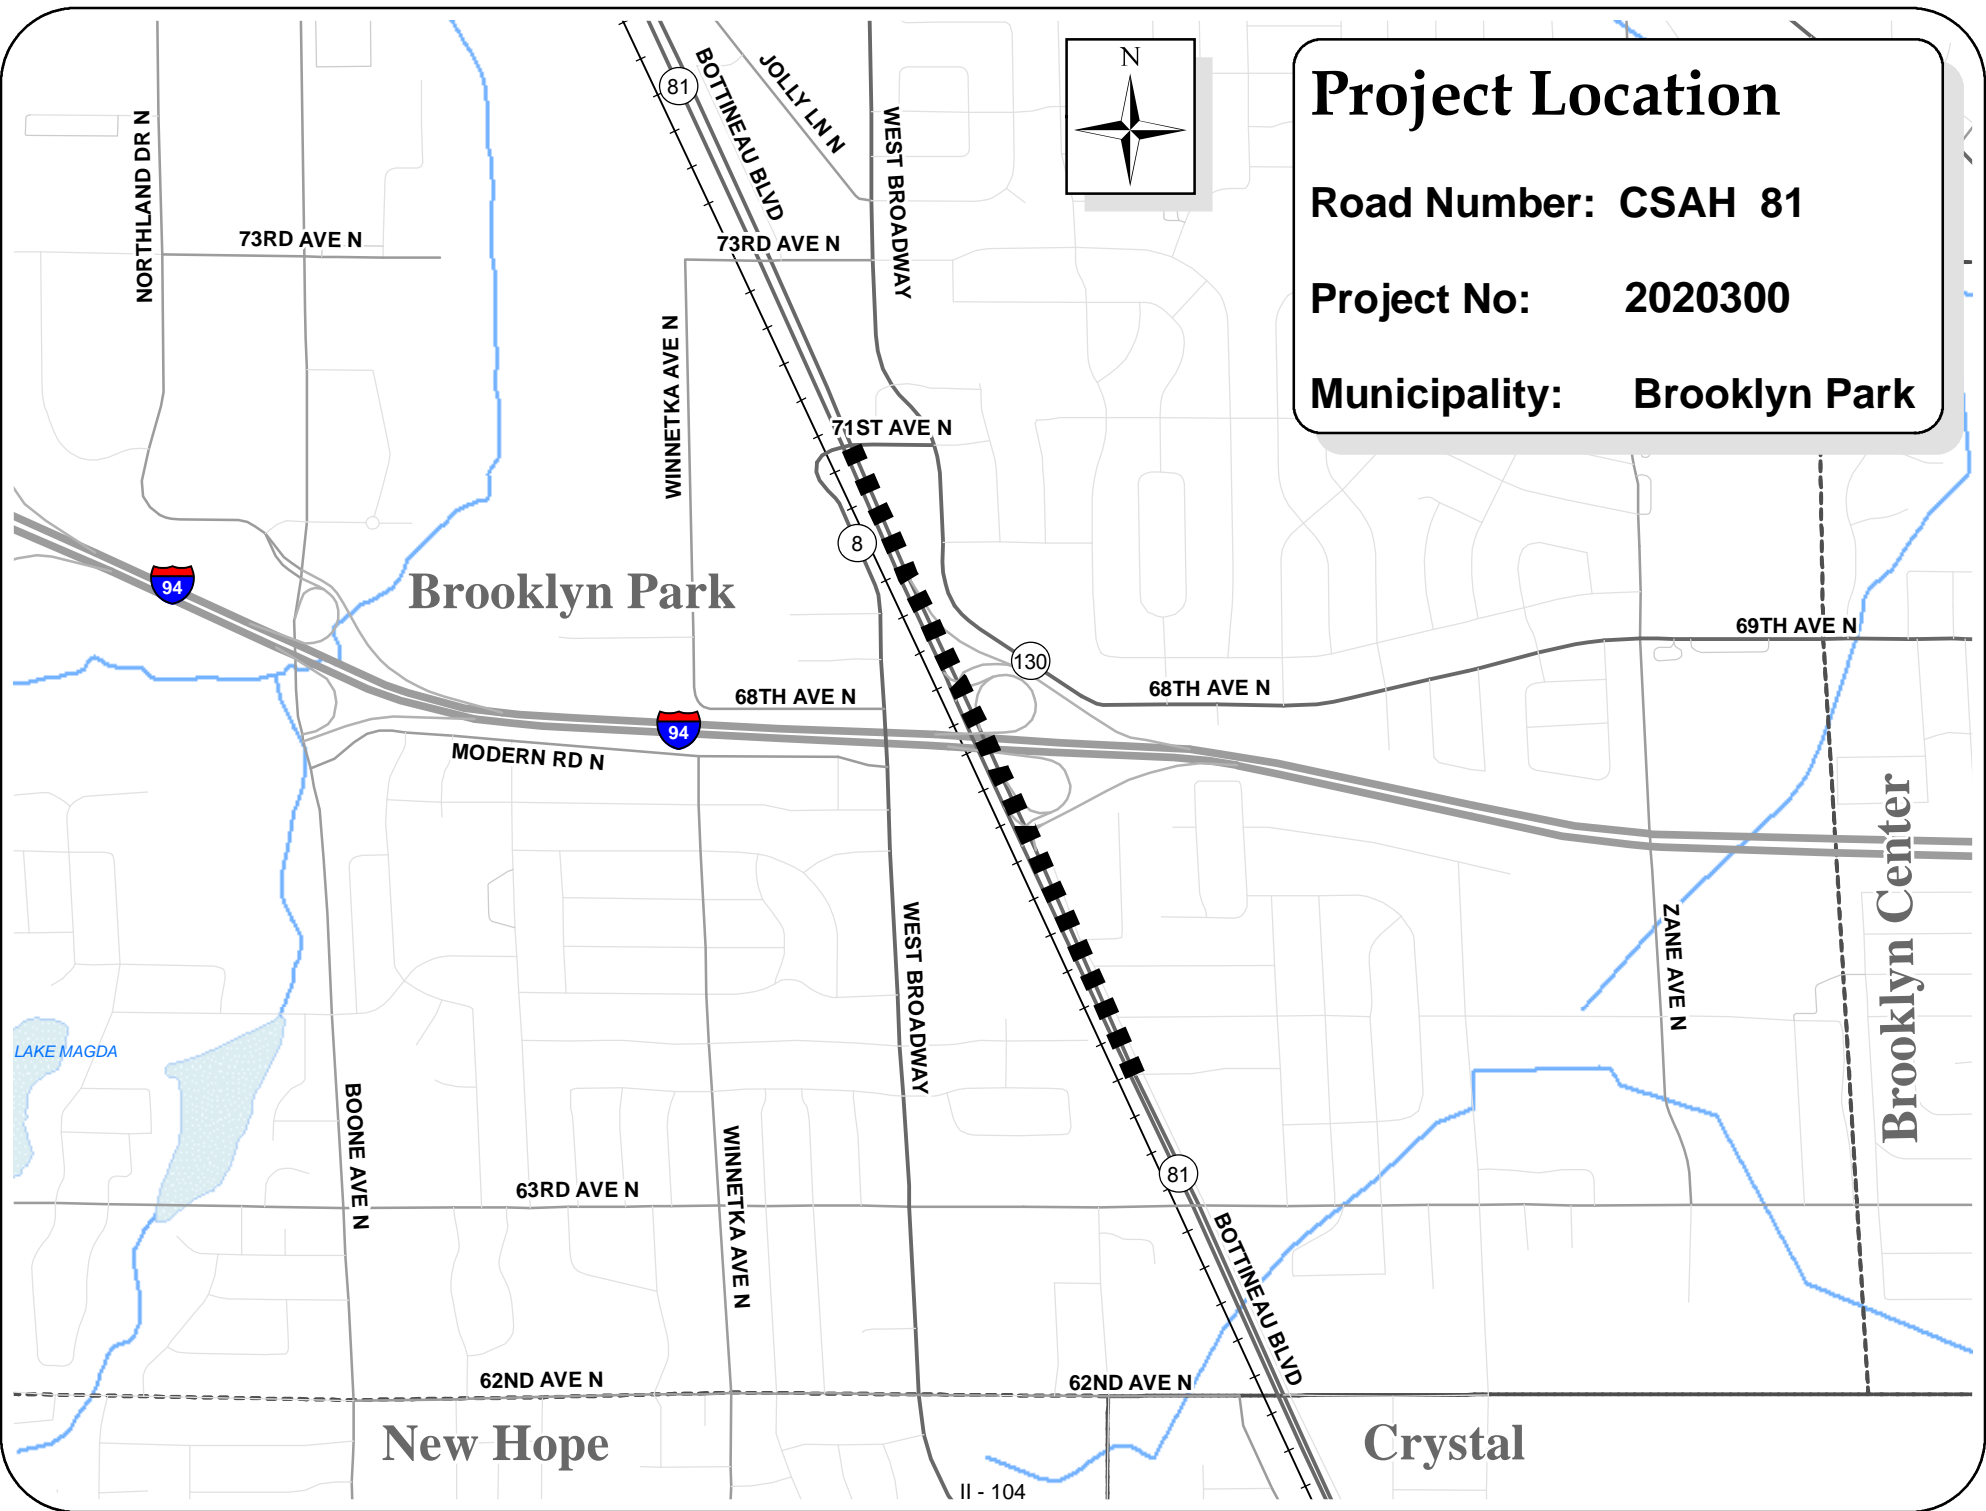 Project Location
Road Number: CSAH 81
Project No: 2020300
Municipality: Brooklyn Park
N
81
BOTTINEAU BLVD
JOLLY LN N
WEST BROADWAY
NORTHLAND DR N
73RD AVE N
73RD AVE N
WINNETKA AVE N
71ST AVE N
8
94
Brooklyn Park
130
69TH AVE N
68TH AVE N
68TH AVE N
94
MODERN RD N
Brooklyn Center
WEST BROADWAY
ZANE AVE N
LAKE MAGDA
BOONE AVE N
WINNETKA AVE N
63RD AVE N
81
BOTTINEAU BLVD
62ND AVE N
62ND AVE N
New Hope
Crystal
II - 104